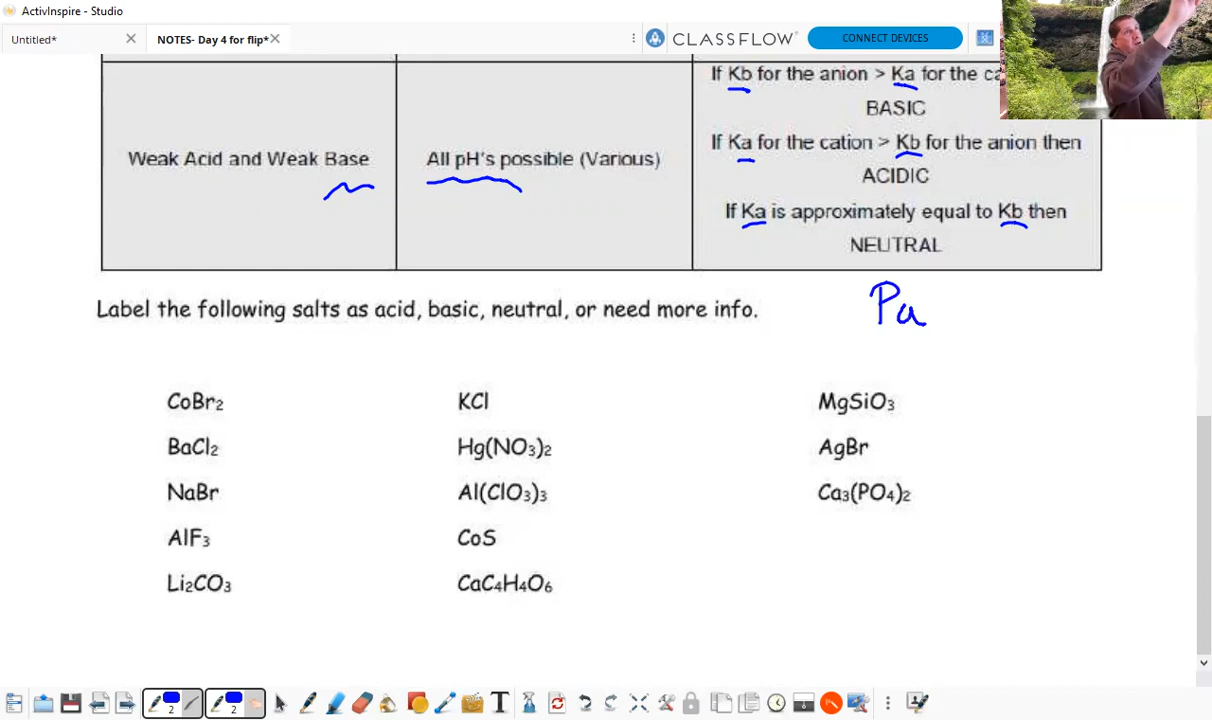 ActivInspire - Studio
Untitled*
NOTES- Day 4 for flip*
CLASSFLOW
CONNECT DEVICES
If Kb for the anion > Ka for the ca
BASIC
Weak Acid and Weak Base
All pH's possible (Various)
If Ka for the cation > Kb for the anion then
ACIDIC
If Ka is approximately equal to Kb then
NEUTRAL
Pa
Label the following salts as acid, basic, neutral, or need more info.
CoBr₂ KCl MgSiO₃
BaCl₂ Hg(NO₃)₂ AgBr
NaBr Al(ClO₃)₃ Ca₃(PO₄)₂
AlF₃ CoS
Li₂CO₃ CaC₄H₄O₆
2 2 T